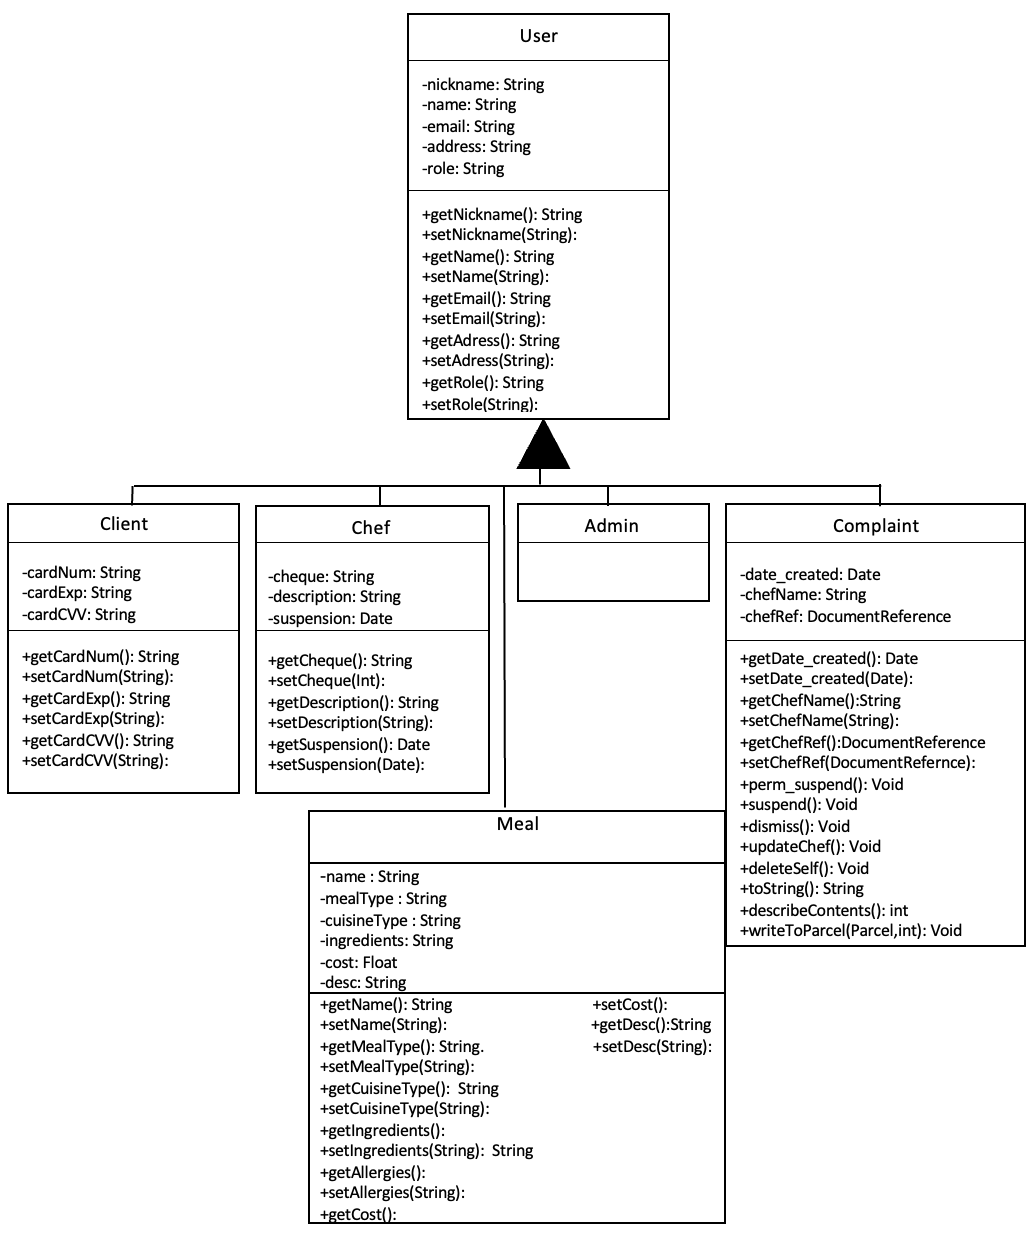 User
-nickname: String
-name: String
-email: String
-address: String
-role: String
+getNickname(): String
+setNickname(String):
+getName(): String
+setName(String):
+getEmail(): String
+setEmail(String):
+getAdress(): String
+setAdress(String):
+getRole(): String
+setRole(String):
Client
-cardNum: String
-cardExp: String
-cardCVV: String
+getCardNum(): String
+setCardNum(String):
+getCardExp(): String
+setCardExp(String):
+getCardCVV(): String
+setCardCVV(String):
Chef
-cheque: String
-description: String
-suspension: Date
+getCheque(): String
+setCheque(Int):
+getDescription(): String
+setDescription(String):
+getSuspension(): Date
+setSuspension(Date):
Admin
Complaint
-date_created: Date
-chefName: String
-chefRef: DocumentReference
+getDate_created(): Date
+setDate_created(Date):
+getChefName():String
+setChefName(String):
+getChefRef():DocumentReference
+setChefRef(DocumentRefernce):
+perm_suspend(): Void
+suspend(): Void
+dismiss(): Void
+updateChef(): Void
+deleteSelf(): Void
+toString(): String
+describeContents(): int
+writeToParcel(Parcel,int): Void
Meal
-name : String
-mealType : String
-cuisineType : String
-ingredients: String
-cost: Float
-desc: String
+getName(): String
+setName(String):
+getMealType(): String.
+setMealType(String):
+getCuisineType():  String
+setCuisineType(String):
+getIngredients():
+setIngredients(String):  String
+getAllergies():
+setAllergies(String):
+getCost():
+setCost():
+getDesc():String
+setDesc(String):